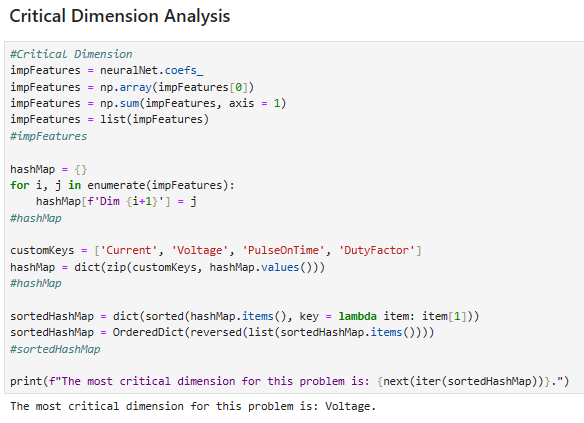 Critical Dimension Analysis
#Critical Dimension
impFeatures = neuralNet.coefs_
impFeatures = np.array(impFeatures[0])
impFeatures = np.sum(impFeatures, axis = 1)
impFeatures = list(impFeatures)
#impFeatures
hashMap = {}
for i, j in enumerate(impFeatures):
    hashMap[f'Dim {i+1}'] = j
#hashMap
customKeys = ['Current', 'Voltage', 'PulseOnTime', 'DutyFactor']
hashMap = dict(zip(customKeys, hashMap.values()))
#hashMap
sortedHashMap = dict(sorted(hashMap.items(), key = lambda item: item[1]))
sortedHashMap = OrderedDict(reversed(list(sortedHashMap.items())))
#sortedHashMap
print(f"The most critical dimension for this problem is: {next(iter(sortedHashMap))}.")
The most critical dimension for this problem is: Voltage.